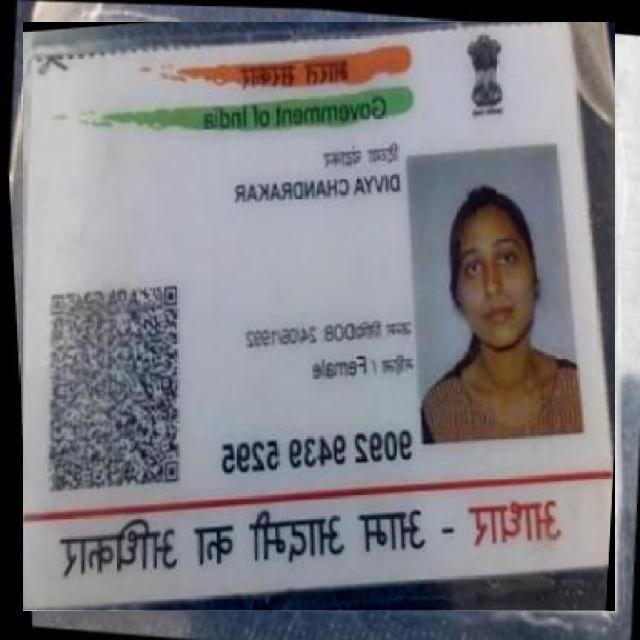 भारत सरकार
Government of India
दिव्या चंद्राकर
DIVYA CHANDRAKAR
जन्म तिथि/DOB 24/06/1992
महिला / Female
9092 9439 5295
आधार - आम आदमी का अधिकार